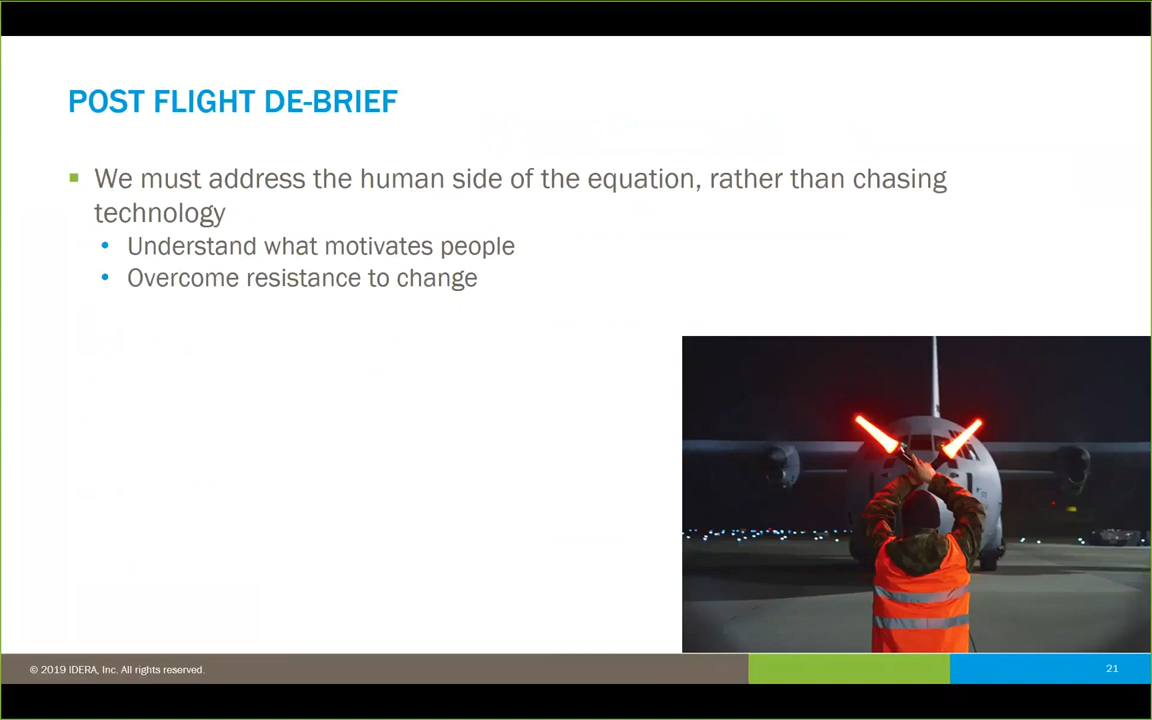 POST FLIGHT DE-BRIEF
We must address the human side of the equation, rather than chasing
technology
Understand what motivates people
Overcome resistance to change
© 2019 IDERA, Inc. All rights reserved.
21